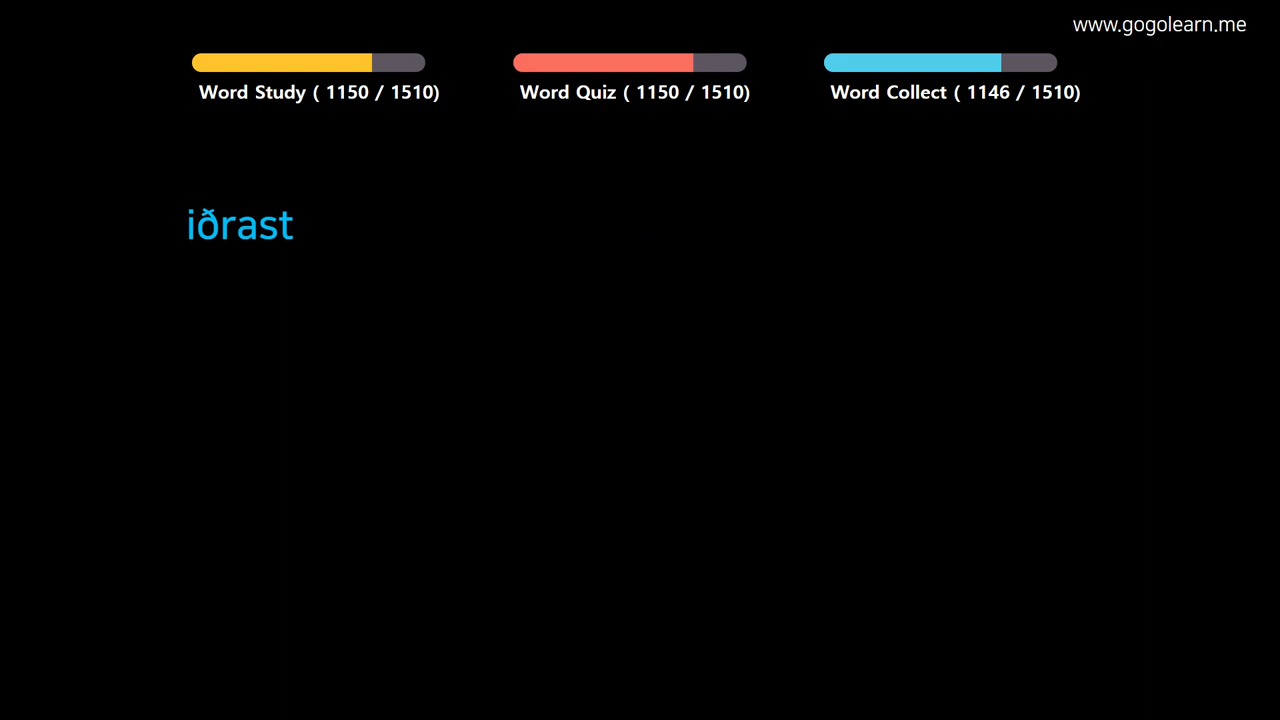 www.gogolearn.me
Word Study ( 1150 / 1510)
Word Quiz ( 1150 / 1510)
Word Collect ( 1146 / 1510)
iðrast